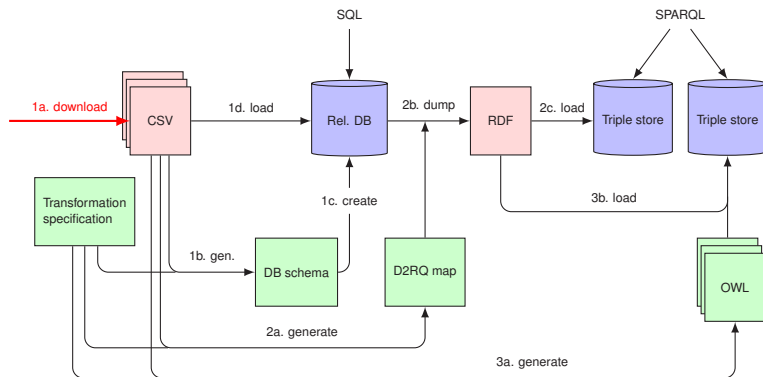 SQL
SPARQL
1a. download
CSV
1d. load
Rel. DB
2b. dump
RDF
2c. load
Triple store
Triple store
Transformation
specification
1c. create
3b. load
1b. gen.
DB schema
D2RQ map
OWL
2a. generate
3a. generate